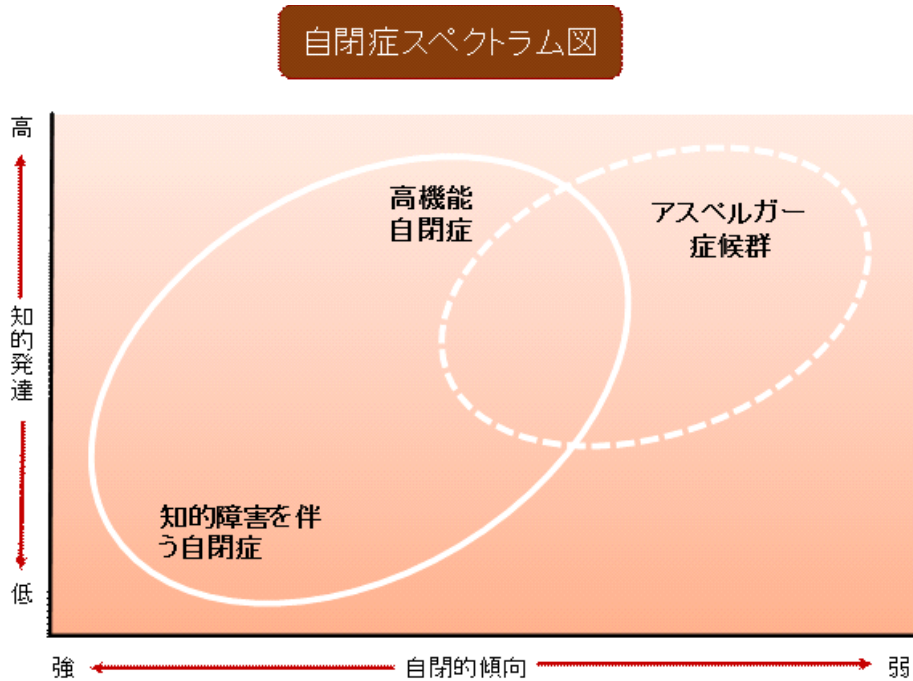 自閉症スペクトラム図
高
高機能
自閉症
アスペルガー
症候群
知的発達
知的障害を伴
う自閉症
低
強
自閉的傾向
弱